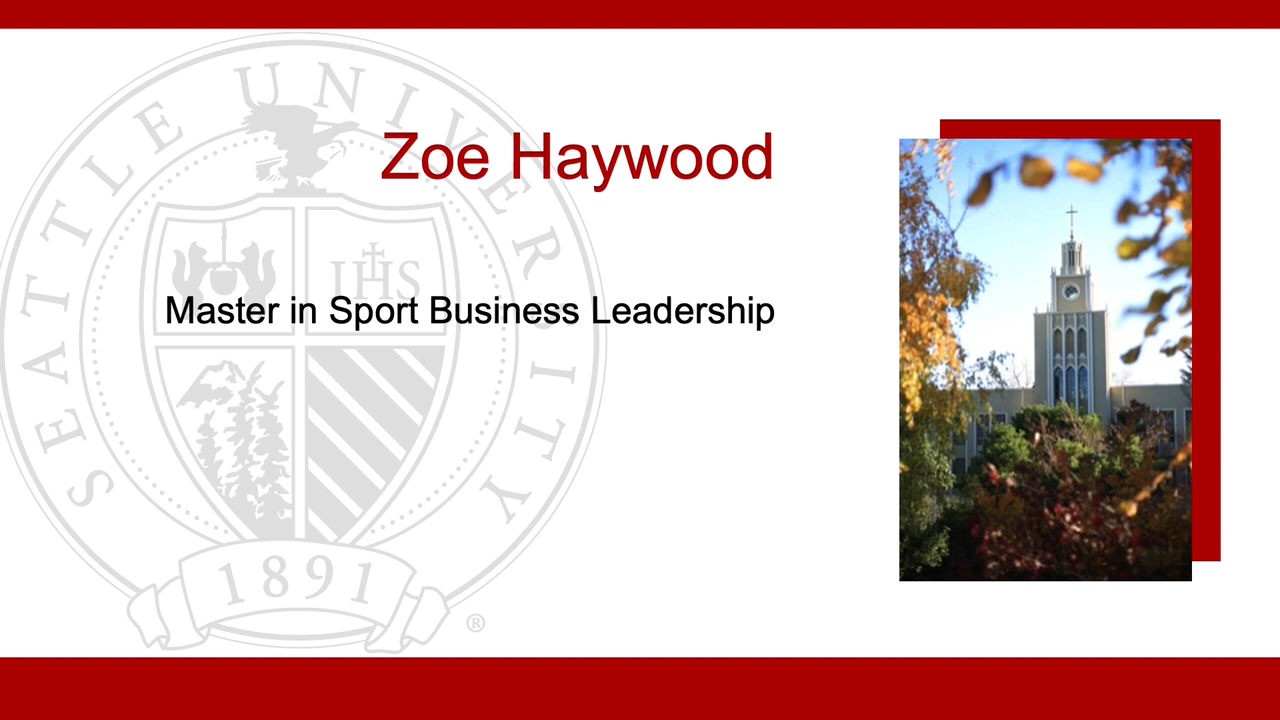 SEATTLE UNIVERSITY
Zoe Haywood
IHS
Master in Sport Business Leadership
1891
®